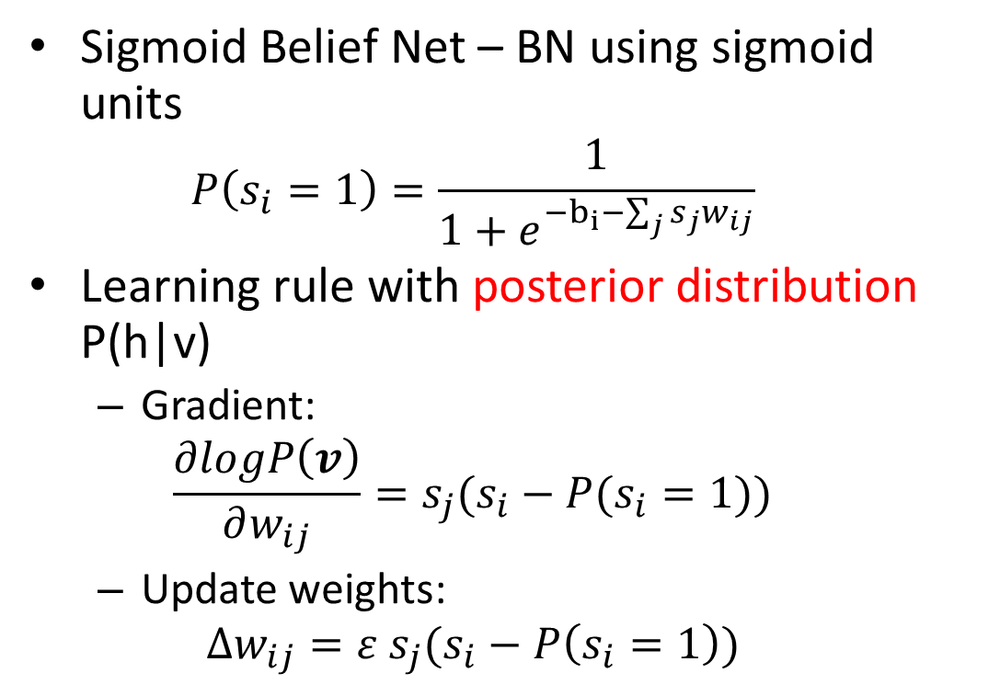 • Sigmoid Belief Net – BN using sigmoid
units
P(s_i = 1) = \frac{1}{1 + e^{-b_i - \sum_j s_j w_{ij}}}
• Learning rule with posterior distribution
P(h|v)
– Gradient:
\frac{\partial log P(\boldsymbol{v})}{\partial w_{ij}} = s_j(s_i - P(s_i = 1))
– Update weights:
\Delta w_{ij} = \varepsilon s_j(s_i - P(s_i = 1))